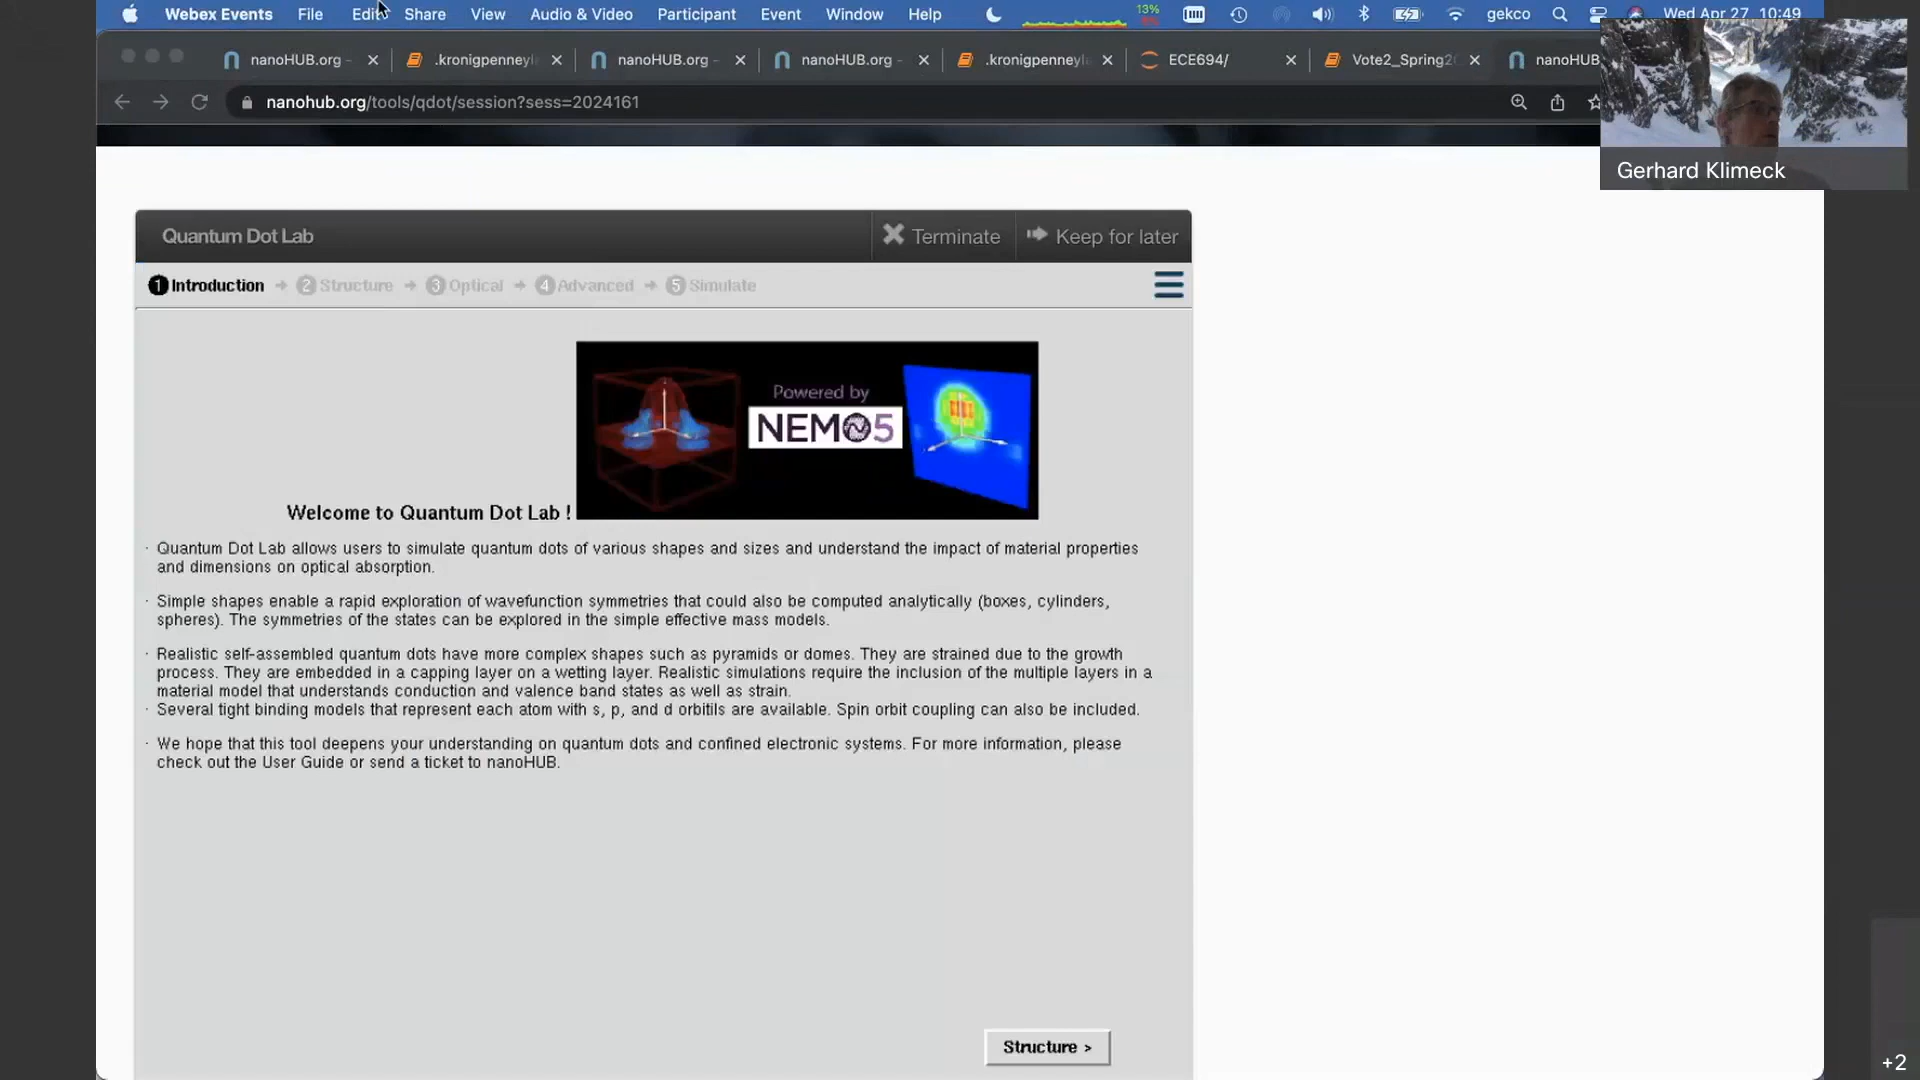 Webex Events File Edit Share View Audio & Video Participant Event Window Help 13% gekco Wed Apr 27 10:49
nanoHUB.org - .kronigpenneyl nanoHUB.org - nanoHUB.org - .kronigpenneyl ECE694/ Vote2_Spring2 nanoHUB
nanohub.org/tools/qdot/session?sess=2024161
Gerhard Klimeck
Quantum Dot Lab Terminate Keep for later
1 Introduction 2 Structure 3 Optical 4 Advanced 5 Simulate
Powered by
NEMO5
Welcome to Quantum Dot Lab !
· Quantum Dot Lab allows users to simulate quantum dots of various shapes and sizes and understand the impact of material properties
and dimensions on optical absorption.
· Simple shapes enable a rapid exploration of wavefunction symmetries that could also be computed analytically (boxes, cylinders,
spheres). The symmetries of the states can be explored in the simple effective mass models.
· Realistic self-assembled quantum dots have more complex shapes such as pyramids or domes. They are strained due to the growth
process. They are embedded in a capping layer on a wetting layer. Realistic simulations require the inclusion of the multiple layers in a
material model that understands conduction and valence band states as well as strain.
· Several tight binding models that represent each atom with s, p, and d orbitils are available. Spin orbit coupling can also be included.
· We hope that this tool deepens your understanding on quantum dots and confined electronic systems. For more information, please
check out the User Guide or send a ticket to nanoHUB.
Structure >
+2